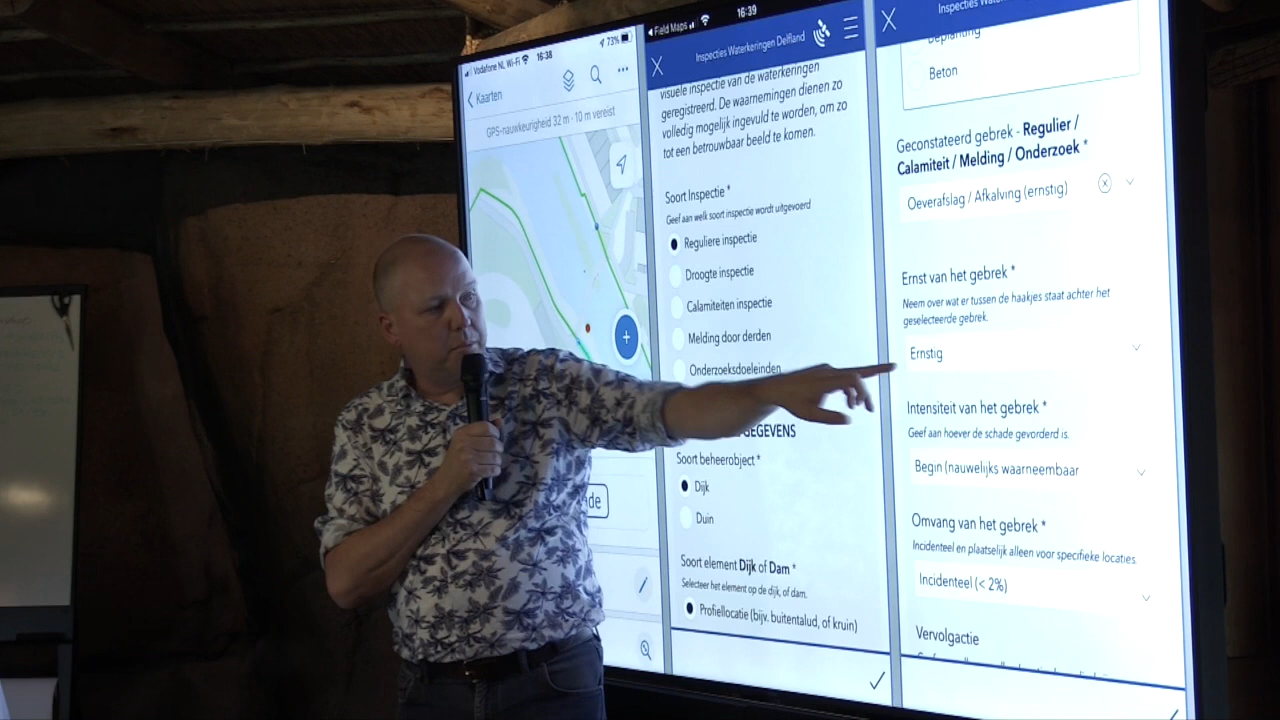 Vodafone NL Wi-Fi 16:38 73%
Kaarten
GPS-nauwkeurigheid 32 m - 10 m vereist
Field Maps 16:39
Inspecties Waterkeringen Delfland
visuele inspectie van de waterkeringen
geregistreerd. De waarnemingen dienen zo
volledig mogelijk ingevuld te worden, om zo
tot een betrouwbaar beeld te komen.
Soort Inspectie *
Geef aan welk soort inspectie wordt uitgevoerd
Reguliere inspectie
Droogte inspectie
Calamiteiten inspectie
Melding door derden
Onderzoeksdoeleinden
GEGEVENS
Soort beheerobject *
Dijk
Duin
Soort element Dijk of Dam *
Selecteer het element op de dijk, of dam.
Profiellocatie (bijv. buitentalud, of kruin)
Beplanting
Beton
Geconstateerd gebrek - Regulier /
Calamiteit / Melding / Onderzoek *
Oeverafslag / Afkalving (ernstig)
Ernst van het gebrek *
Neem over wat er tussen de haakjes staat achter het
geselecteerde gebrek.
Ernstig
Intensiteit van het gebrek *
Geef aan hoever de schade gevorderd is.
Begin (nauwelijks waarneembaar
Omvang van het gebrek *
Incidenteel en plaatselijk alleen voor specifieke locaties.
Incidenteel (< 2%)
Vervolgactie